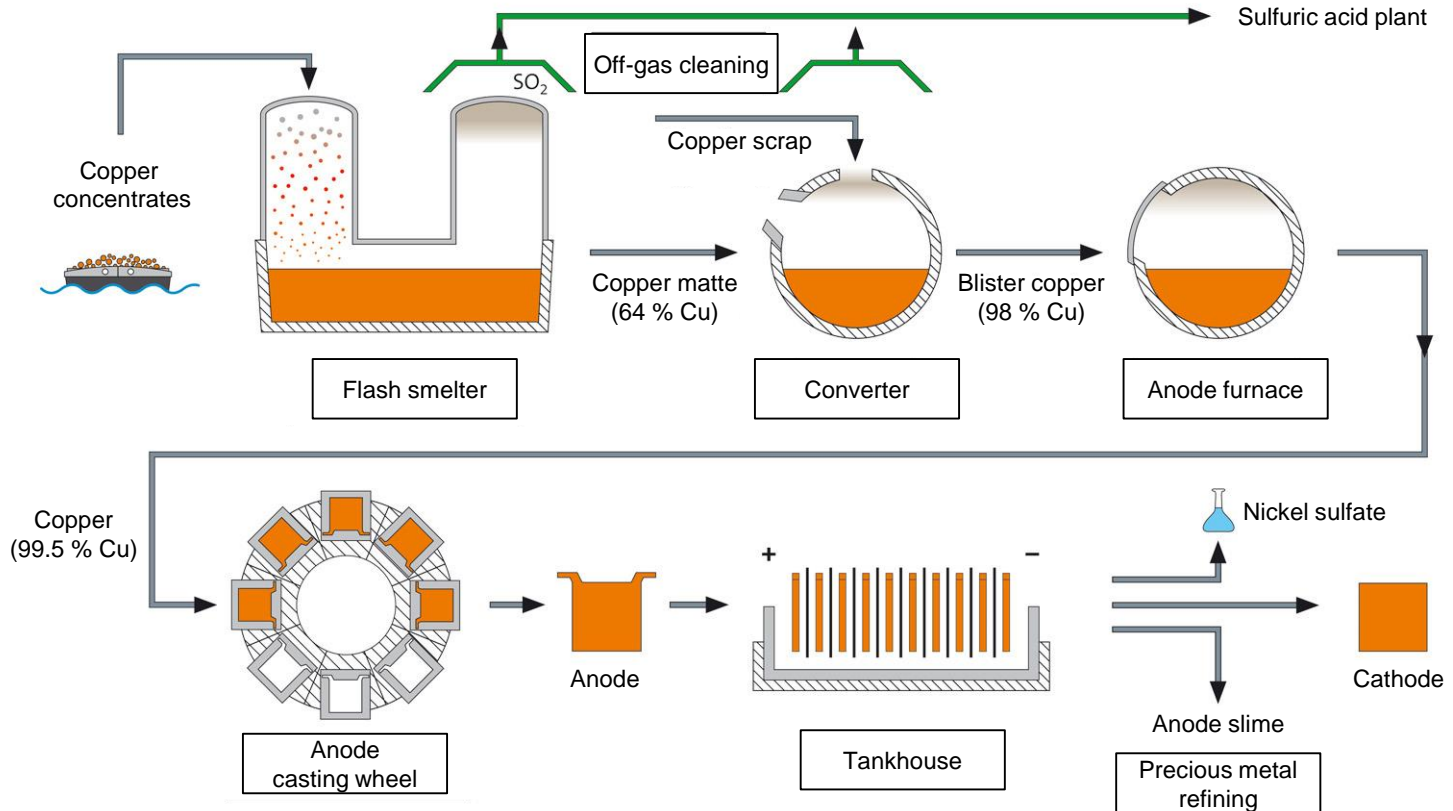 Sulfuric acid plant
Off-gas cleaning
SO₂
Copper scrap
Copper
concentrates
Copper matte
(64 % Cu)
Blister copper
(98 % Cu)
Flash smelter
Converter
Anode furnace
Copper
(99.5 % Cu)
Nickel sulfate
+
−
Anode
Cathode
Anode slime
Anode
casting wheel
Tankhouse
Precious metal
refining